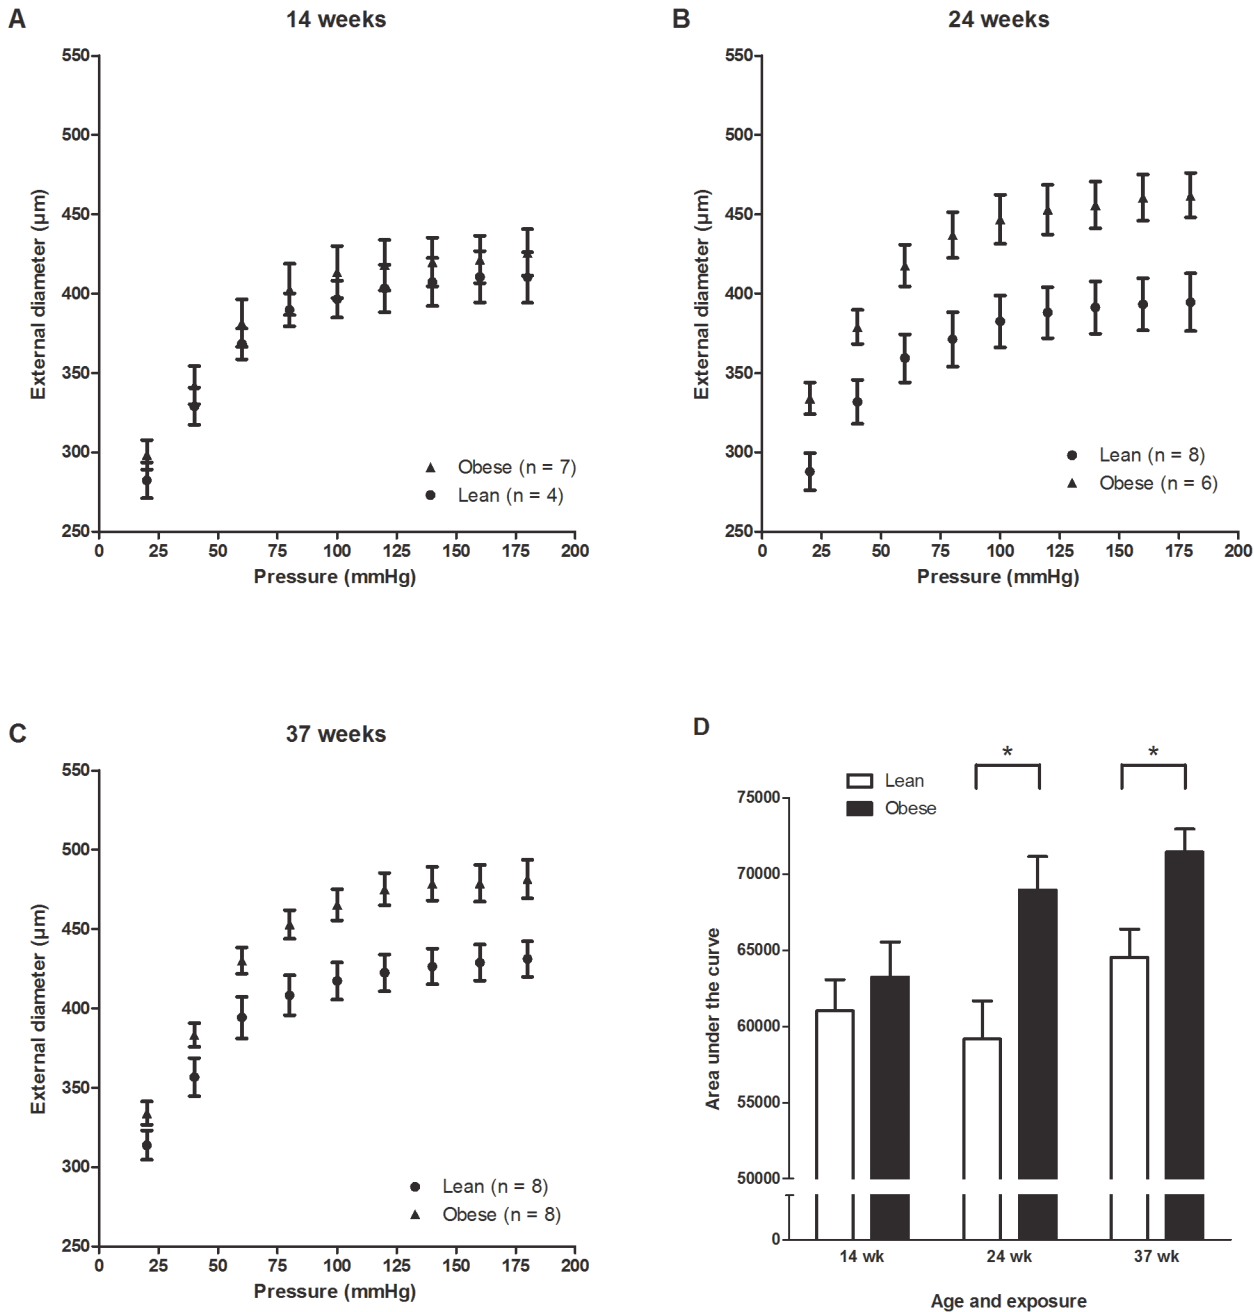 A
14 weeks
550
500
450
400
350
300
250
External diameter (µm)
Obese (n = 7)
Lean (n = 4)
0 25 50 75 100 125 150 175 200
Pressure (mmHg)
B
24 weeks
550
500
450
400
350
300
250
External diameter (µm)
Lean (n = 8)
Obese (n = 6)
0 25 50 75 100 125 150 175 200
Pressure (mmHg)
C
37 weeks
550
500
450
400
350
300
250
External diameter (µm)
Lean (n = 8)
Obese (n = 8)
0 25 50 75 100 125 150 175 200
Pressure (mmHg)
D
* *
Lean
Obese
75000
70000
65000
60000
55000
50000
0
Area under the curve
14 wk 24 wk 37 wk
Age and exposure